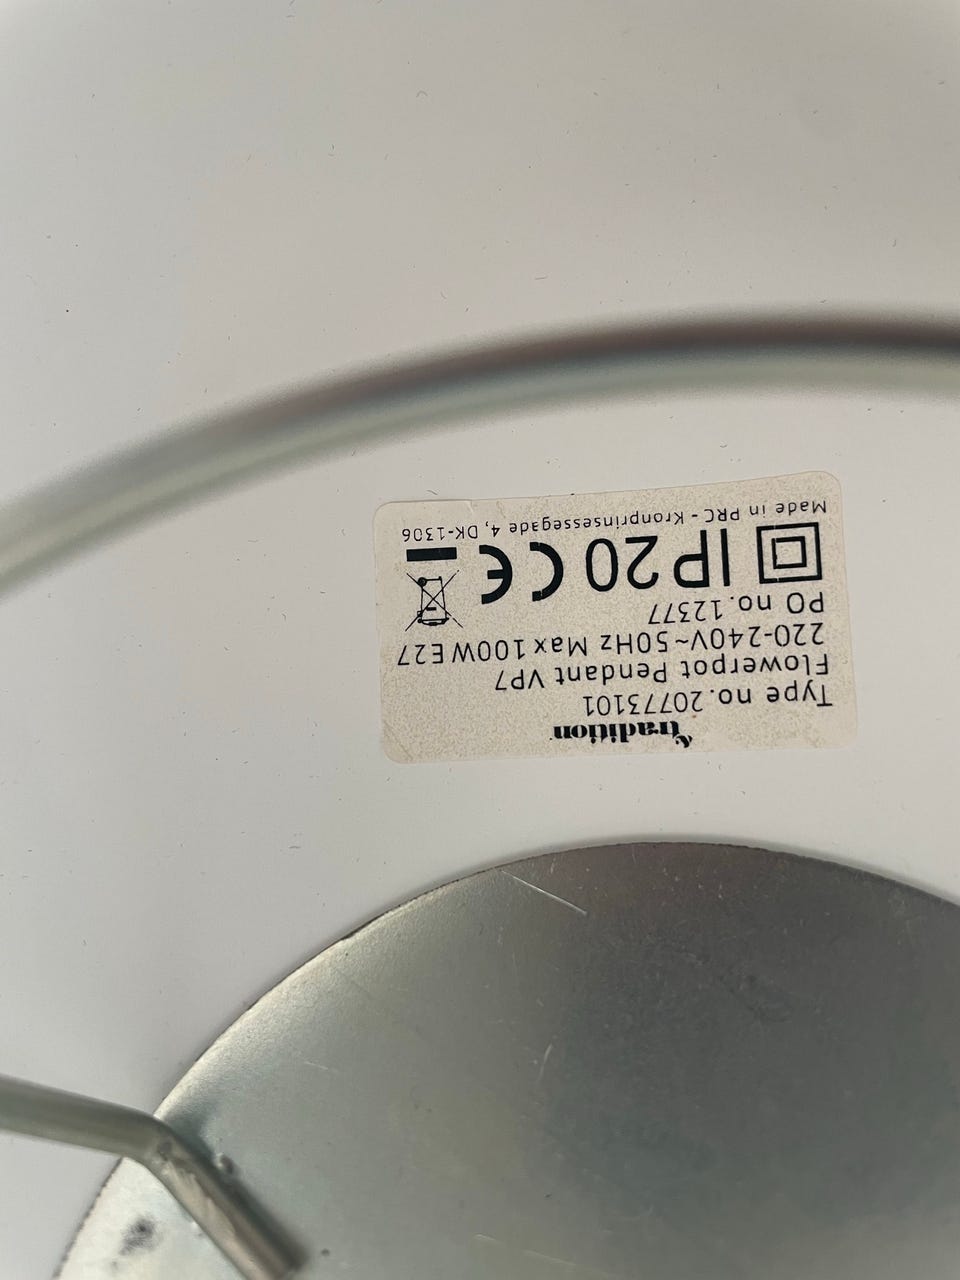 &tradition
Type no. 20773101
Flowerpot Pendant VP7
220-240V~50Hz Max 100W E27
PO no. 12377
IP20 CE
Made in PRC - Kronprinsessegade 4, DK-1306